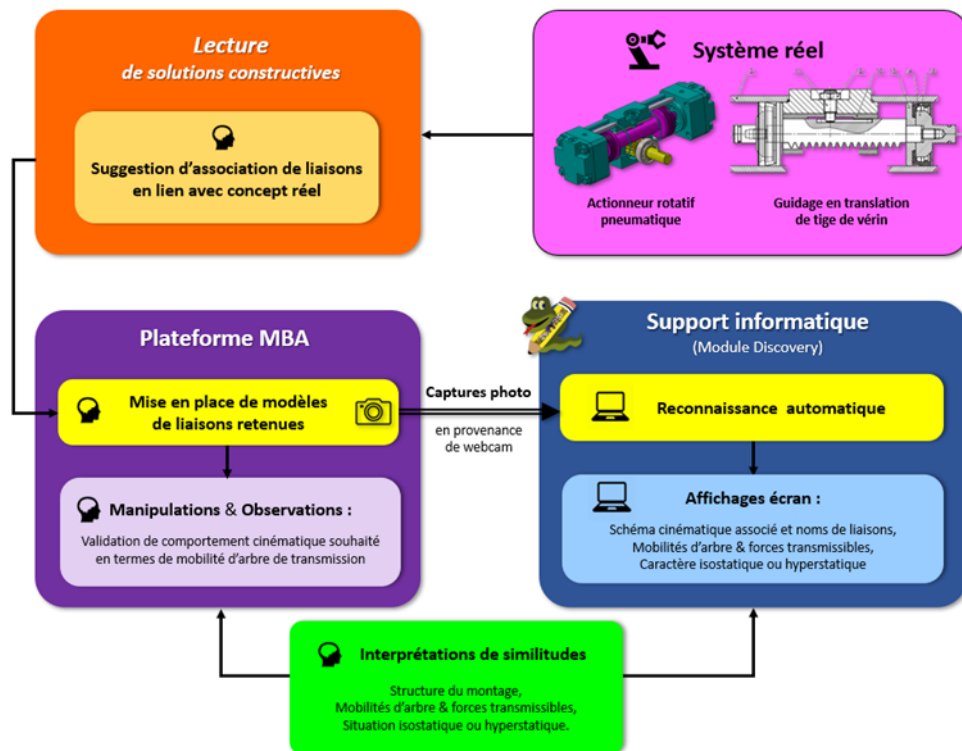 Lecture
de solutions constructives
Suggestion d'association de liaisons
en lien avec concept réel
Système réel
Actionneur rotatif
pneumatique
Guidage en translation
de tige de vérin
Plateforme MBA
Mise en place de modèles
de liaisons retenues
Manipulations & Observations :
Validation de comportement cinématique souhaité
en termes de mobilité d'arbre de transmission
Captures photo
en provenance
de webcam
Support informatique
(Module Discovery)
Reconnaissance automatique
Affichages écran :
Schéma cinématique associé et noms de liaisons,
Mobilités d'arbre & forces transmissibles,
Caractère isostatique ou hyperstatique
Interprétations de similitudes
Structure du montage,
Mobilités d'arbre & forces transmissibles,
Situation isostatique ou hyperstatique.